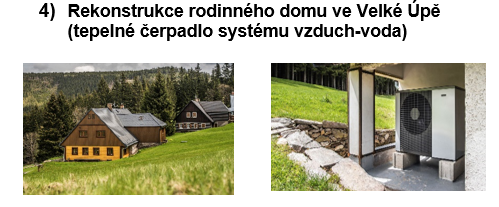 4) Rekonstrukce rodinného domu ve Velké Úpě
(tepelné čerpadlo systému vzduch-voda)